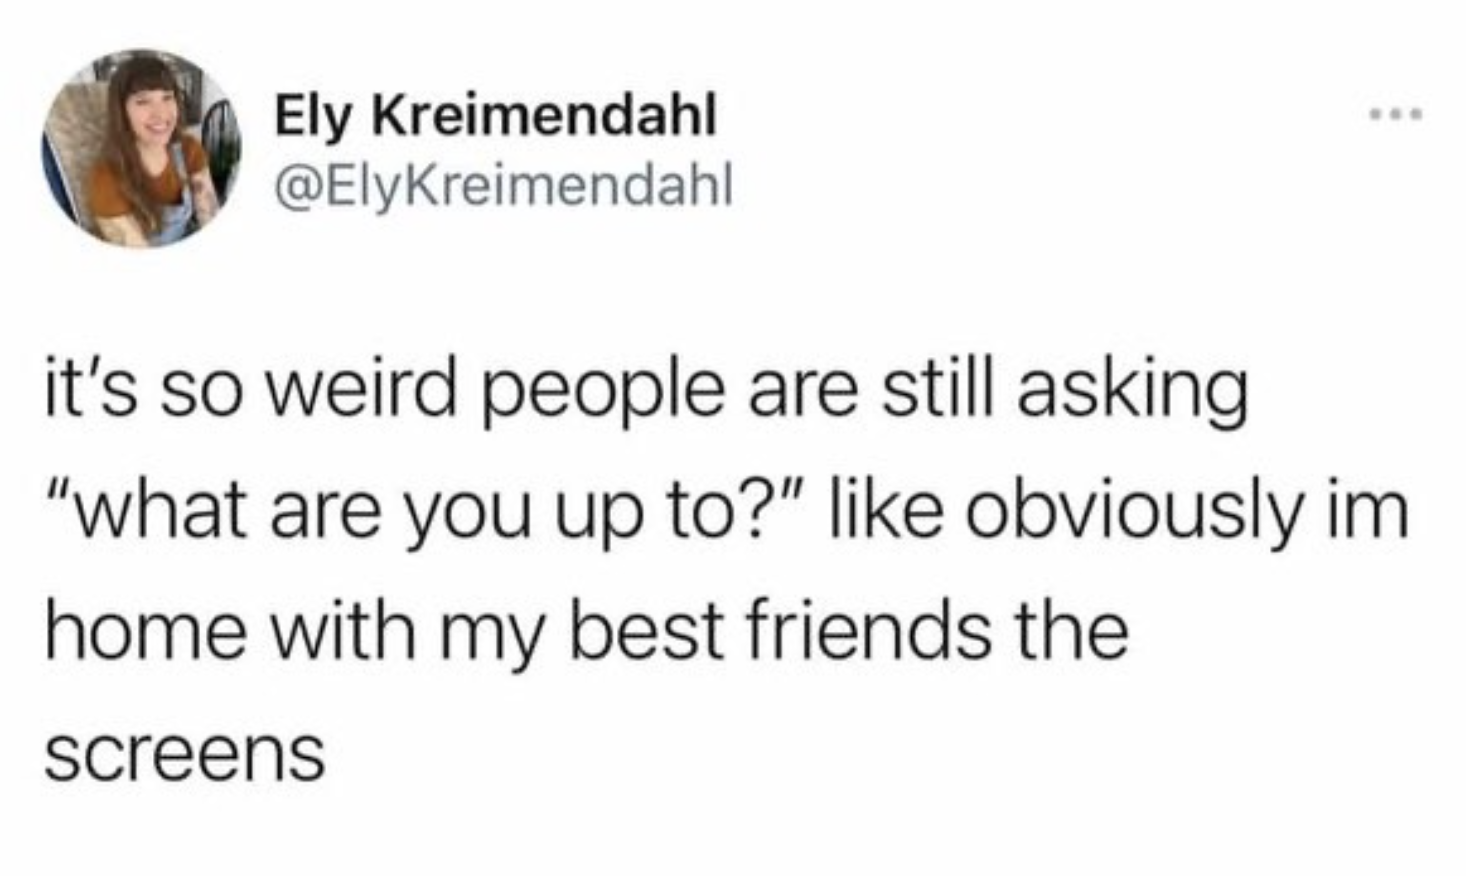 Ely Kreimendahl
@ElyKreimendahl
it’s so weird people are still asking
“what are you up to?” like obviously im
home with my best friends the
screens